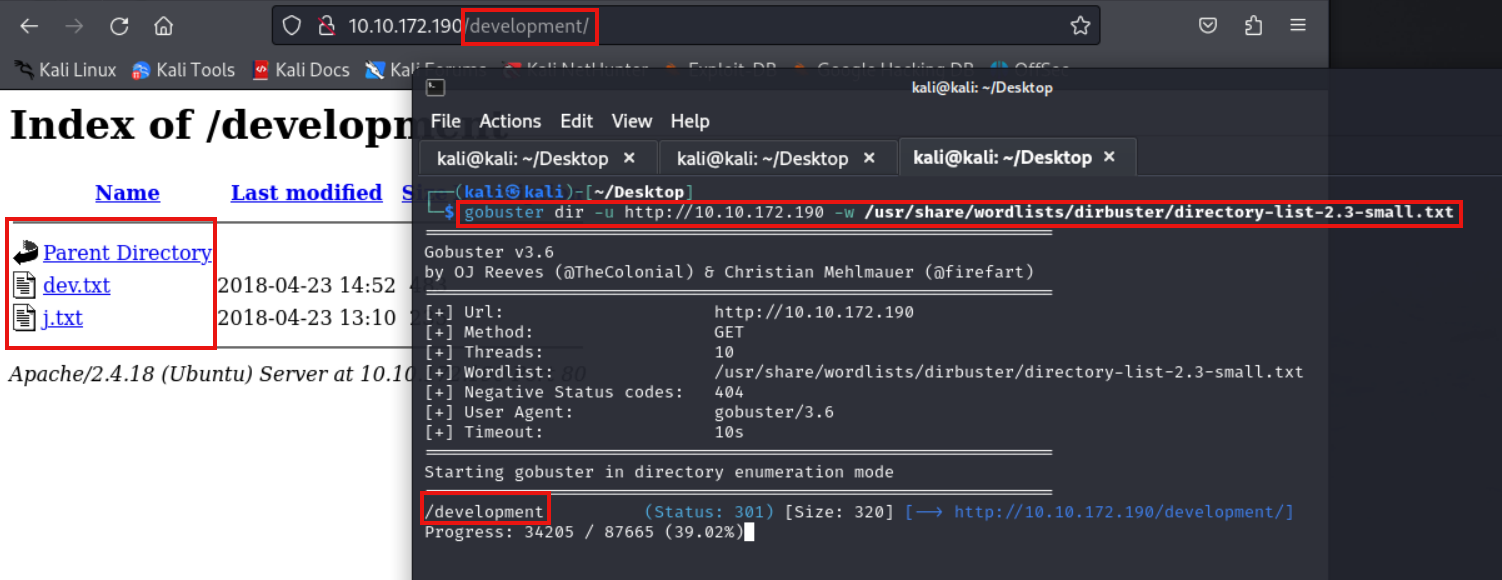 10.10.172.190/development/
Kali Linux Kali Tools Kali Docs Kali Forums Kali NetHunter Exploit-DB Google Hacking DB OffSec
Index of /development
Name Last modified
Parent Directory
dev.txt 2018-04-23 14:52 483
j.txt 2018-04-23 13:10
Apache/2.4.18 (Ubuntu) Server at 10.10.
kali@kali: ~/Desktop
File Actions Edit View Help
kali@kali: ~/Desktop × kali@kali: ~/Desktop × kali@kali: ~/Desktop ×
(kali㉿kali)-[~/Desktop]
$ gobuster dir -u http://10.10.172.190 -w /usr/share/wordlists/dirbuster/directory-list-2.3-small.txt
===============================================================
Gobuster v3.6
by OJ Reeves (@TheColonial) & Christian Mehlmauer (@firefart)
===============================================================
[+] Url: http://10.10.172.190
[+] Method: GET
[+] Threads: 10
[+] Wordlist: /usr/share/wordlists/dirbuster/directory-list-2.3-small.txt
[+] Negative Status codes: 404
[+] User Agent: gobuster/3.6
[+] Timeout: 10s
===============================================================
Starting gobuster in directory enumeration mode
===============================================================
/development (Status: 301) [Size: 320] [--> http://10.10.172.190/development/]
Progress: 34205 / 87665 (39.02%)